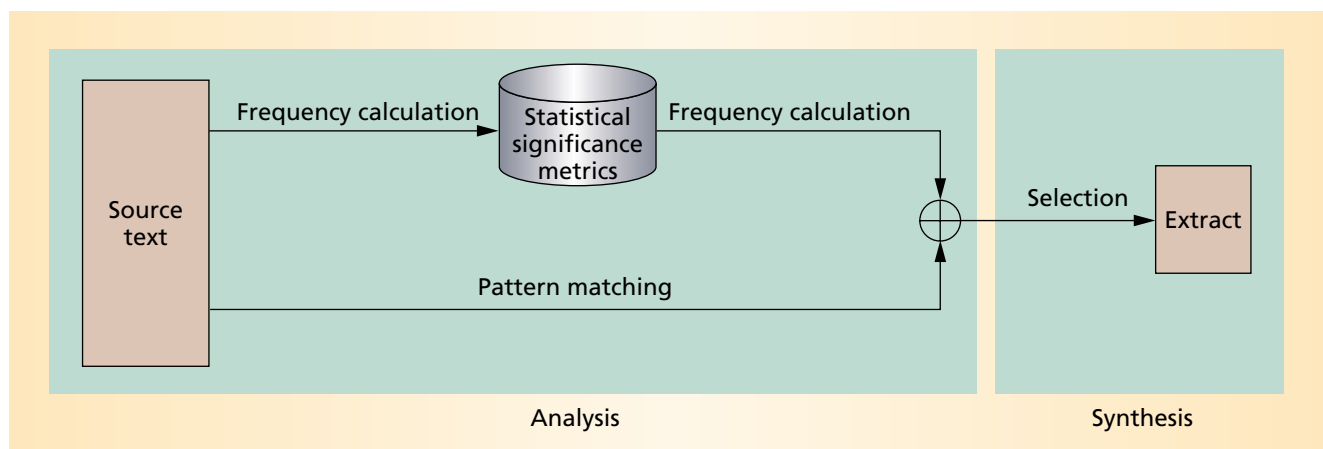 Frequency calculation
Statistical
significance
metrics
Frequency calculation
Source
text
Selection
Extract
Pattern matching
Analysis
Synthesis